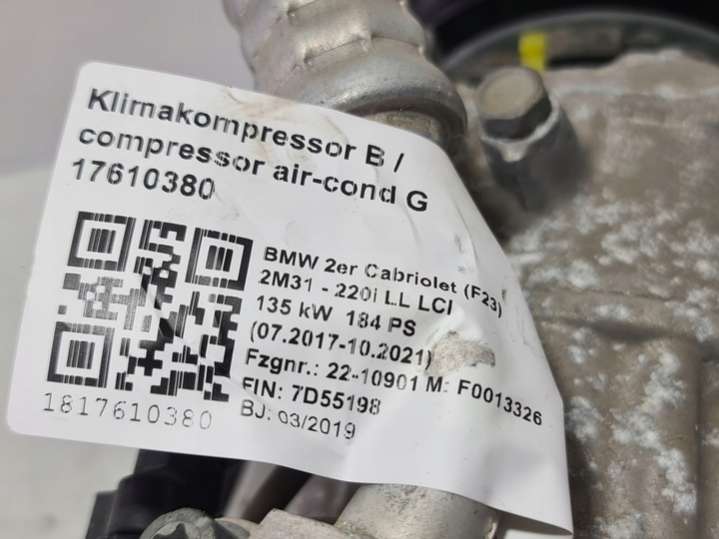 Klimakompressor B /
compressor air-cond G
17610380
BMW 2er Cabriolet (F23)
2M31 - 220i LL LCI
135 kW 184 PS
(07.2017-10.2021)
Fzgnr.: 22-10901 M: F0013326
FIN: 7D55198
BJ: 03/2019
1817610380